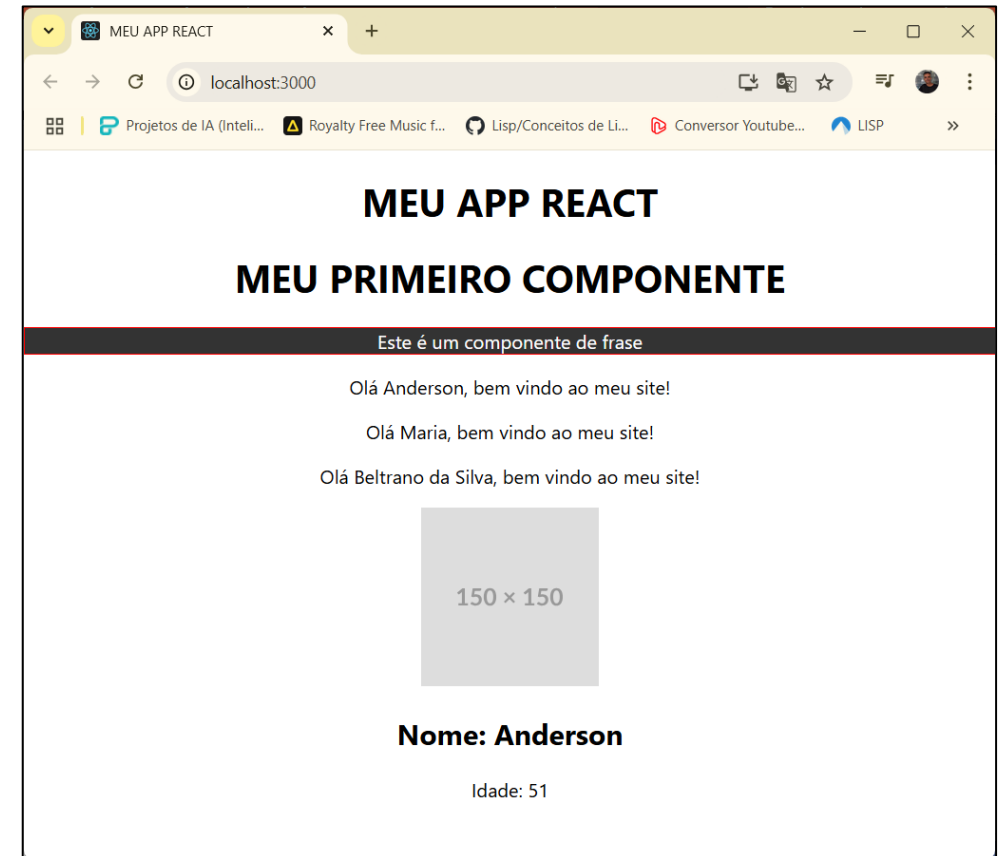 MEU APP REACT
localhost:3000
Projetos de IA (Inteli... Royalty Free Music f... Lisp/Conceitos de Li... Conversor Youtube... LISP
MEU APP REACT
MEU PRIMEIRO COMPONENTE
Este é um componente de frase
Olá Anderson, bem vindo ao meu site!
Olá Maria, bem vindo ao meu site!
Olá Beltrano da Silva, bem vindo ao meu site!
150 × 150
Nome: Anderson
Idade: 51